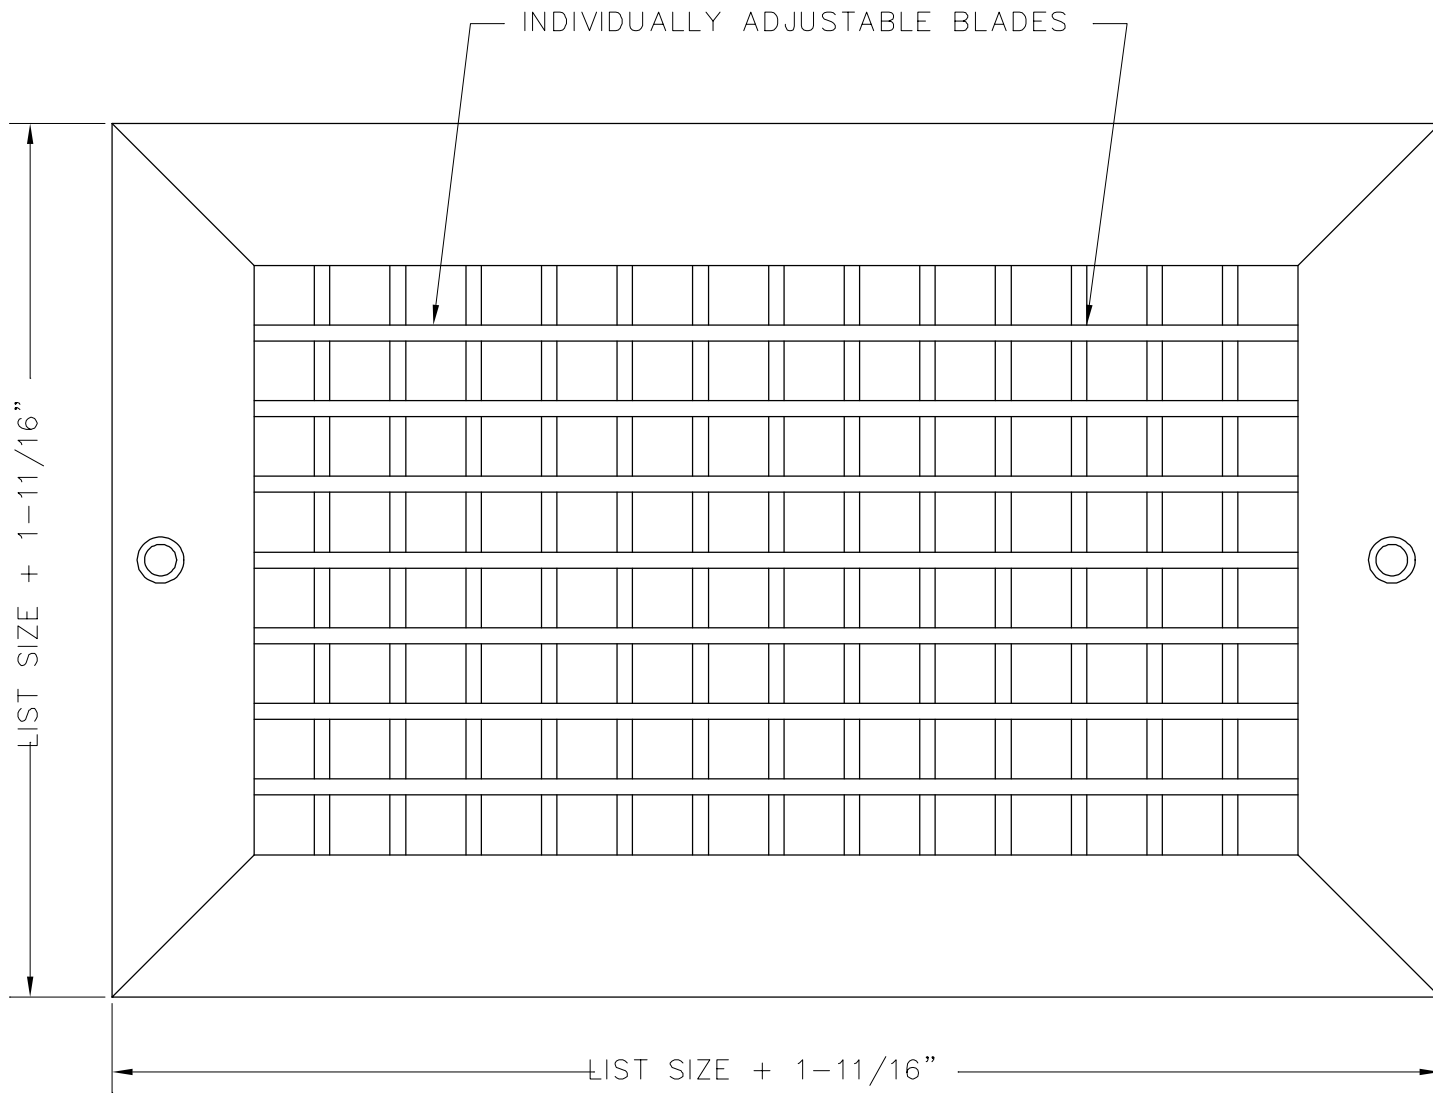 INDIVIDUALLY ADJUSTABLE BLADES
LIST SIZE + 1-11/16"
LIST SIZE + 1-11/16"